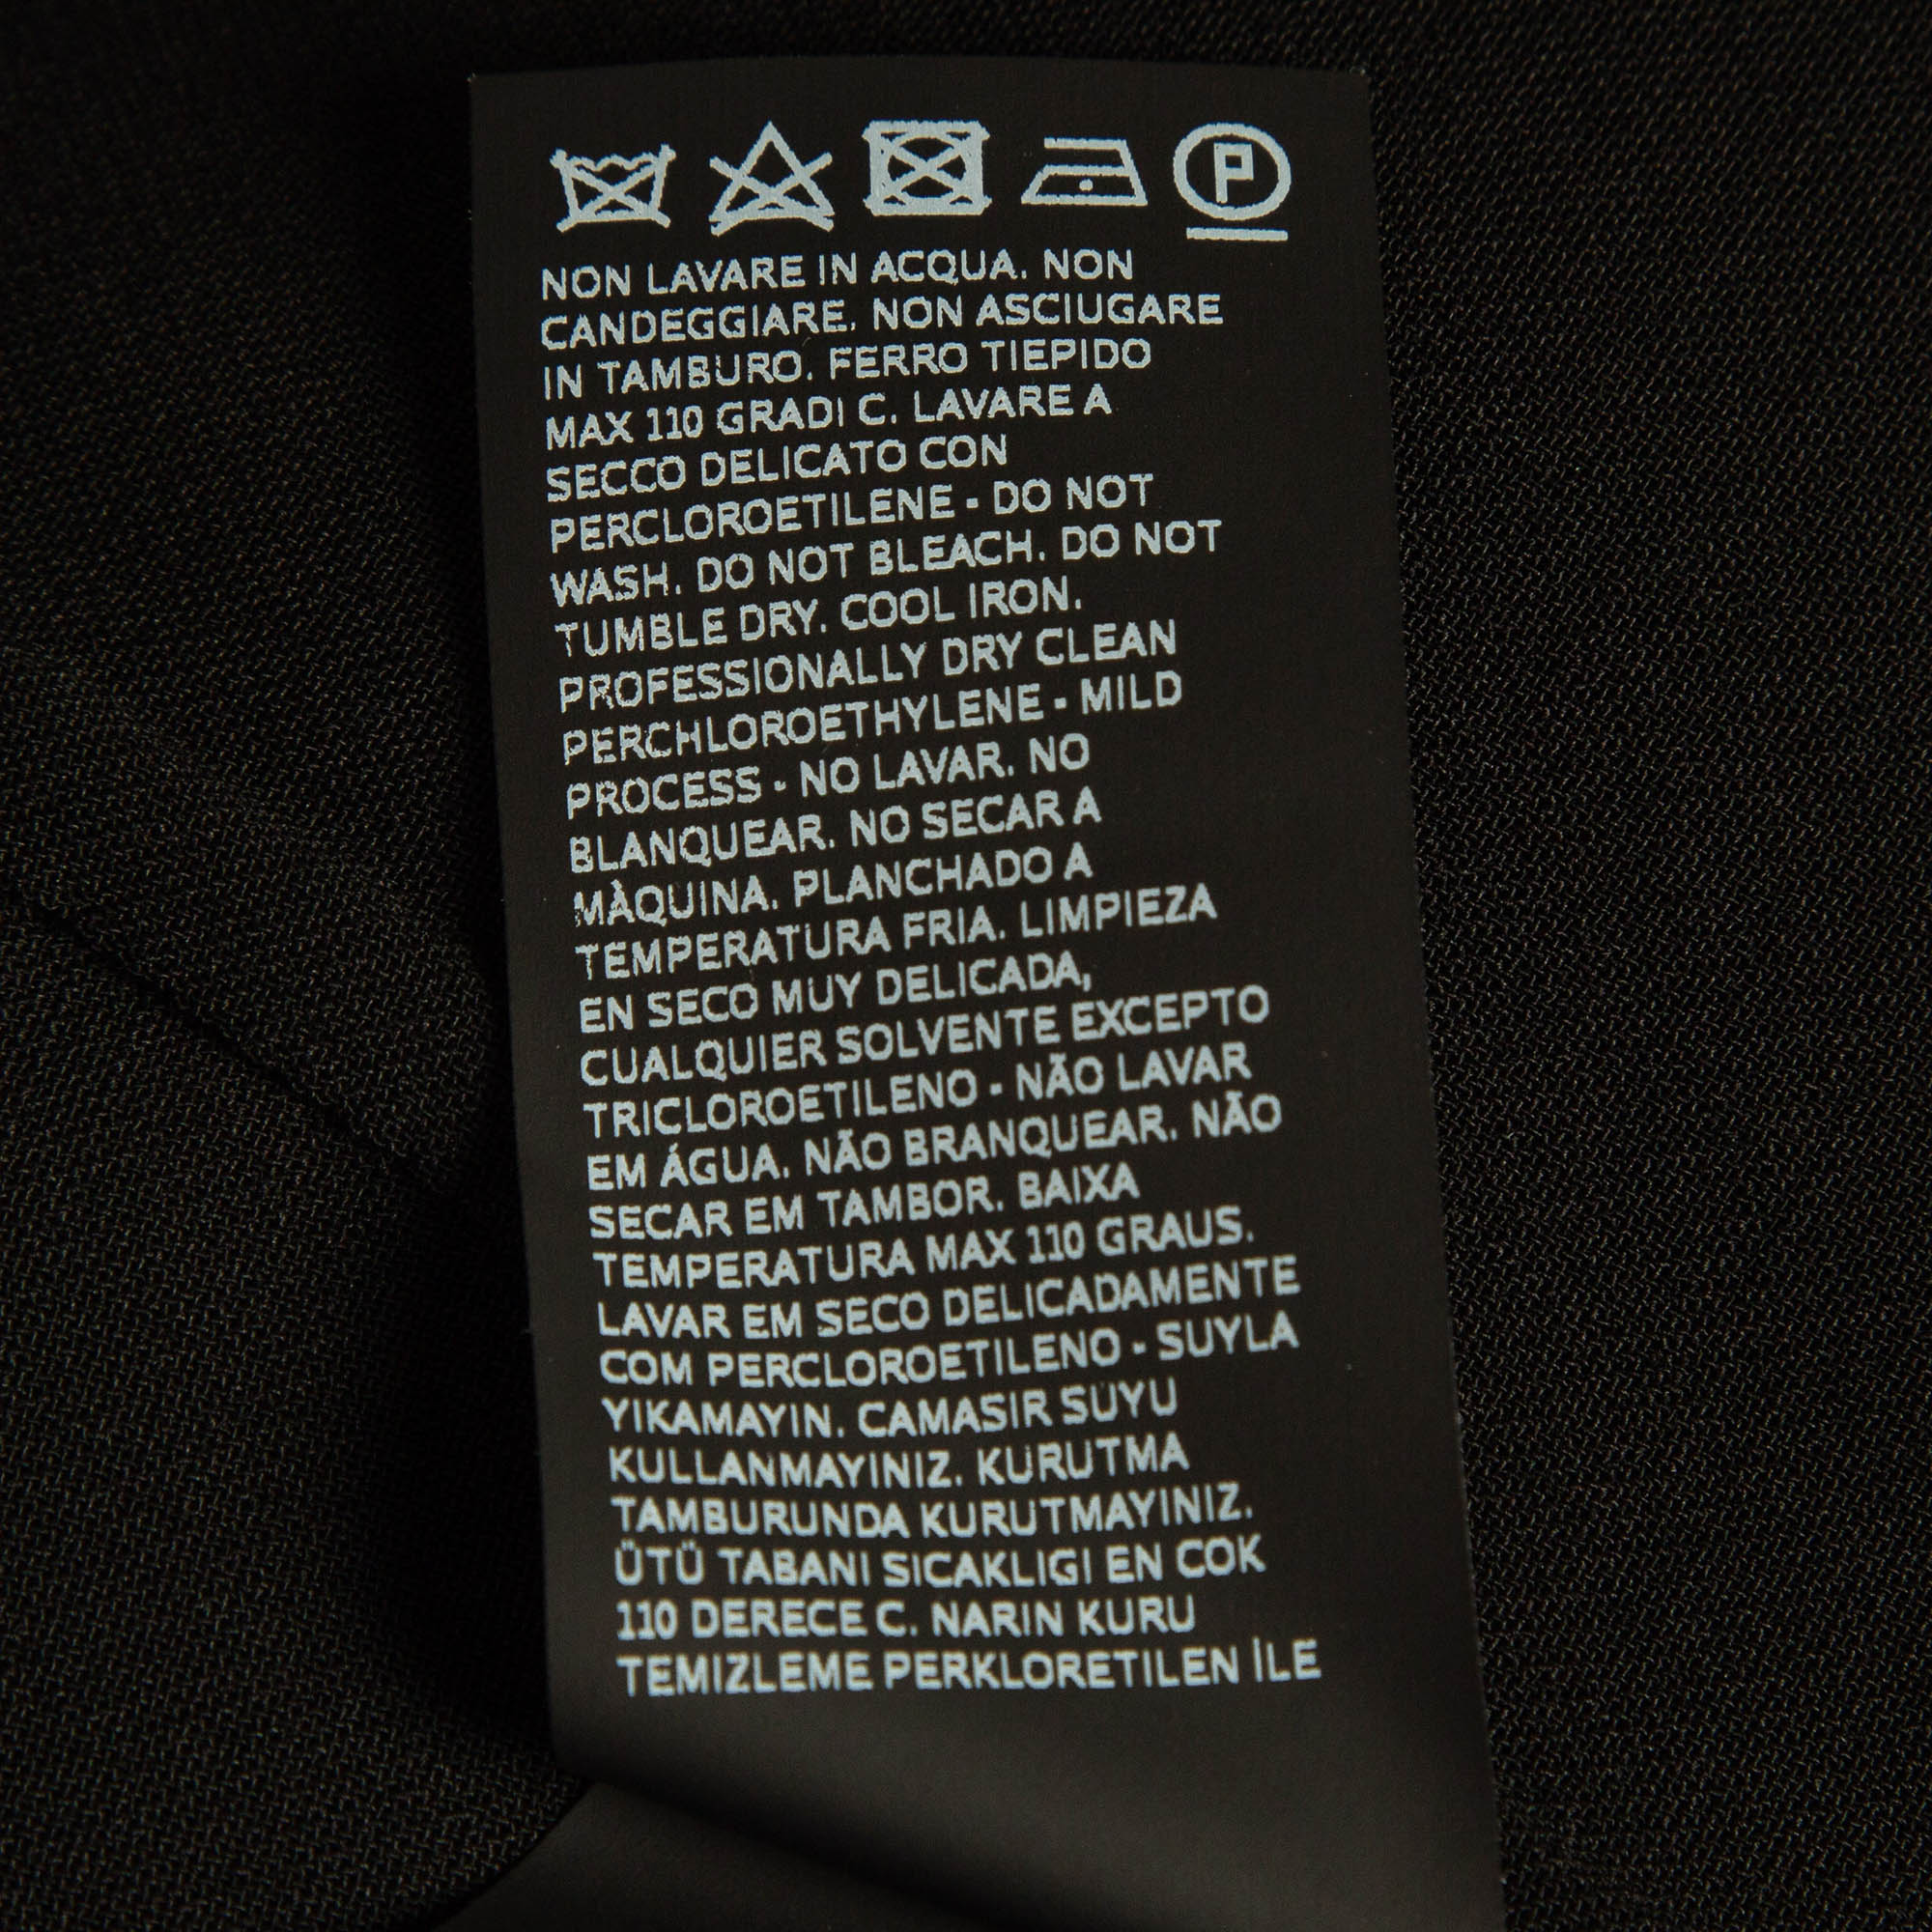 P
NON LAVARE IN ACQUA. NON
CANDEGGIARE. NON ASCIUGARE
IN TAMBURO. FERRO TIEPIDO
MAX 110 GRADI C. LAVARE A
SECCO DELICATO CON
PERCLOROETILENE - DO NOT
WASH. DO NOT BLEACH. DO NOT
TUMBLE DRY. COOL IRON.
PROFESSIONALLY DRY CLEAN
PERCHLOROETHYLENE - MILD
PROCESS - NO LAVAR. NO
BLANQUEAR. NO SECAR A
MÀQUINA. PLANCHADO A
TEMPERATURA FRIA. LIMPIEZA
EN SECO MUY DELICADA,
CUALQUIER SOLVENTE EXCEPTO
TRICLOROETILENO - NÃO LAVAR
EM ÁGUA. NÃO BRANQUEAR. NÃO
SECAR EM TAMBOR. BAIXA
TEMPERATURA MAX 110 GRAUS.
LAVAR EM SECO DELICADAMENTE
COM PERCLOROETILENO - SUYLA
YIKAMAYIN. CAMASIR SUYU
KULLANMAYINIZ. KURUTMA
TAMBURUNDA KURUTMAYINIZ.
ÜTÜ TABANI SICAKLIGI EN COK
110 DERECE C. NARIN KURU
TEMIZLEME PERKLORETILEN İLE